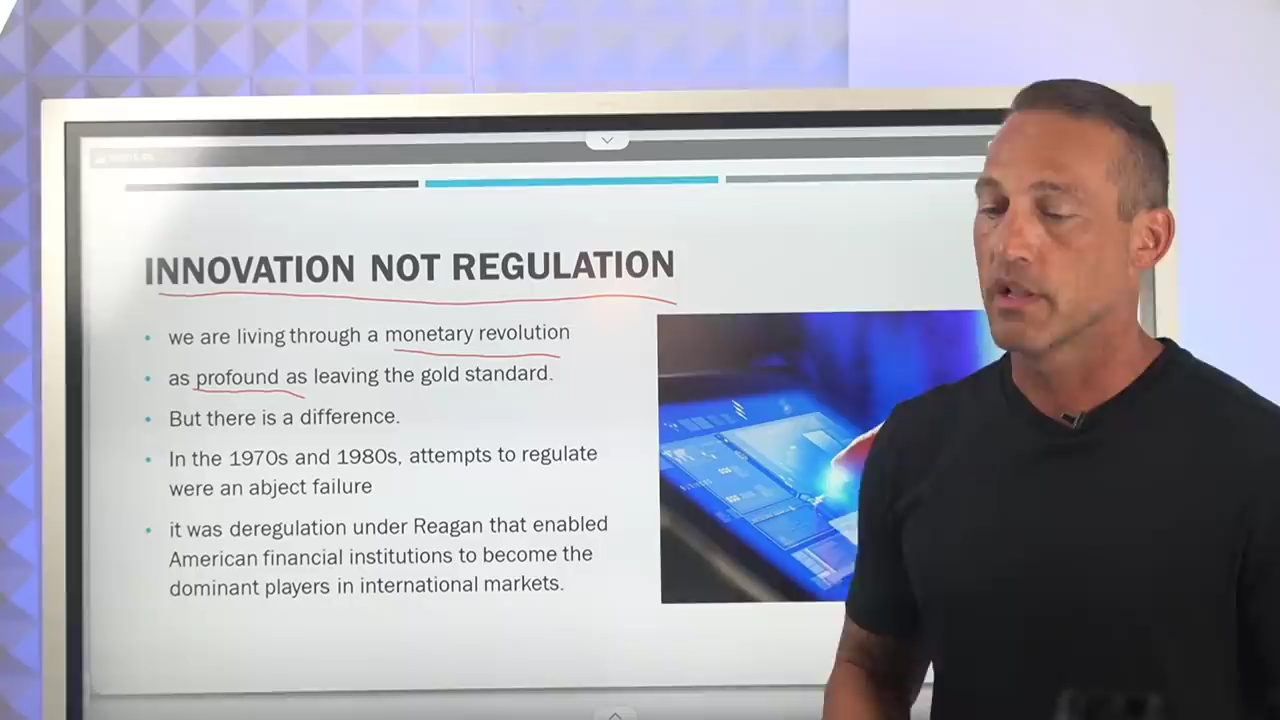 INNOVATION NOT REGULATION
we are living through a monetary revolution
as profound as leaving the gold standard.
But there is a difference.
In the 1970s and 1980s, attempts to regulate
were an abject failure
it was deregulation under Reagan that enabled
American financial institutions to become the
dominant players in international markets.